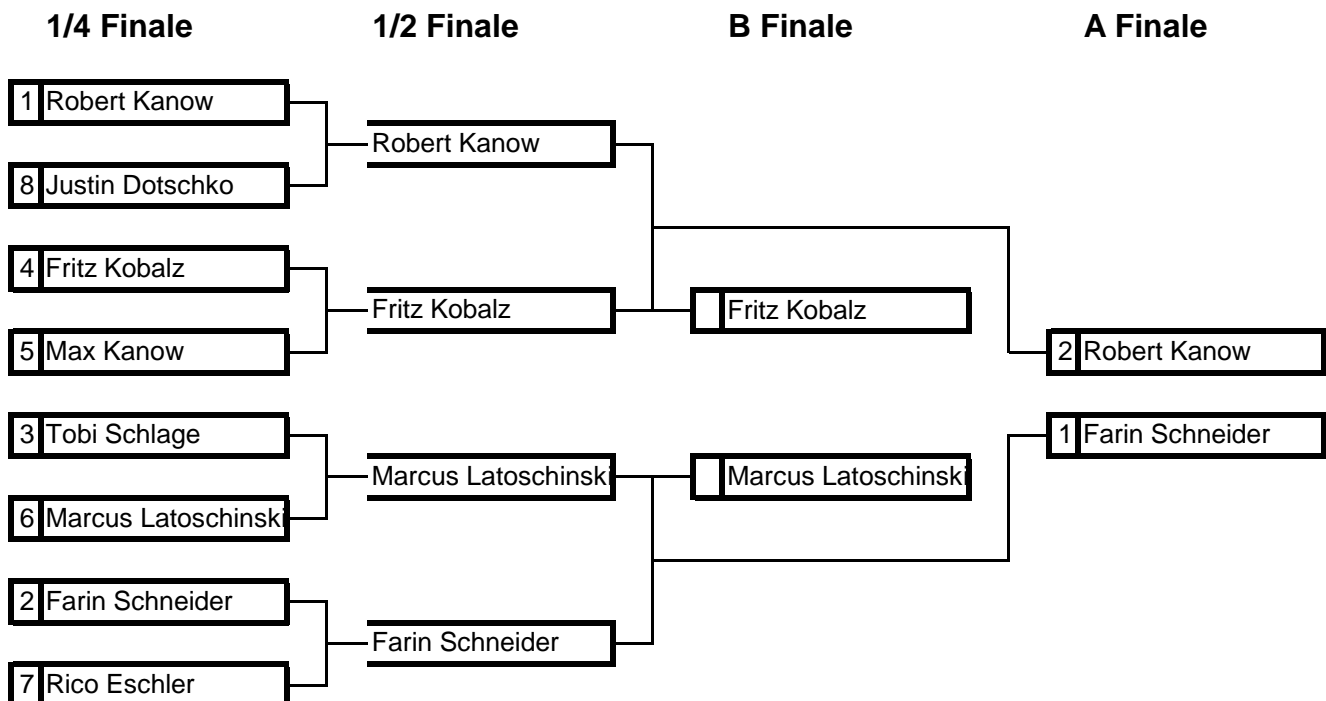 1/4 Finale 1/2 Finale B Finale A Finale
1 Robert Kanow
Robert Kanow
8 Justin Dotschko
4 Fritz Kobalz
Fritz Kobalz Fritz Kobalz
5 Max Kanow
2 Robert Kanow
3 Tobi Schlage
1 Farin Schneider
Marcus Latoschinski Marcus Latoschinski
6 Marcus Latoschinski
2 Farin Schneider
Farin Schneider
7 Rico Eschler